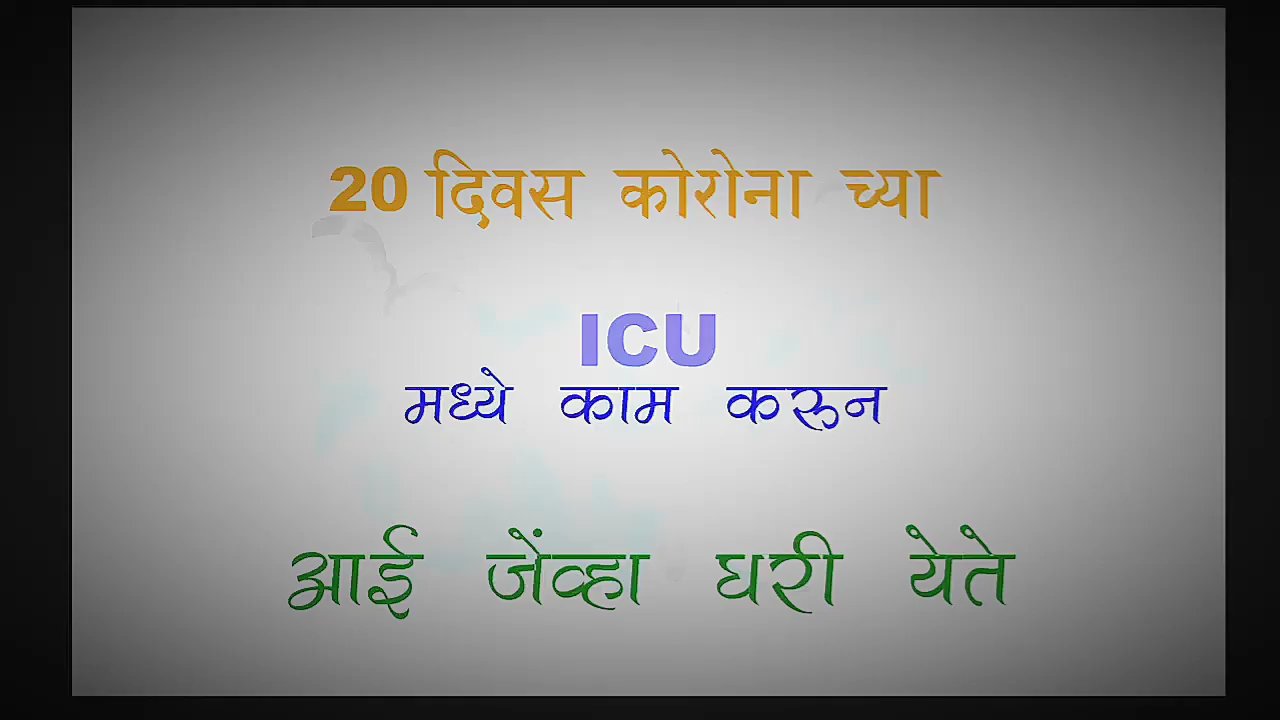 20 दिवस कोरोना च्या
ICU
मध्ये काम करून
आई जेंव्हा घरी येते